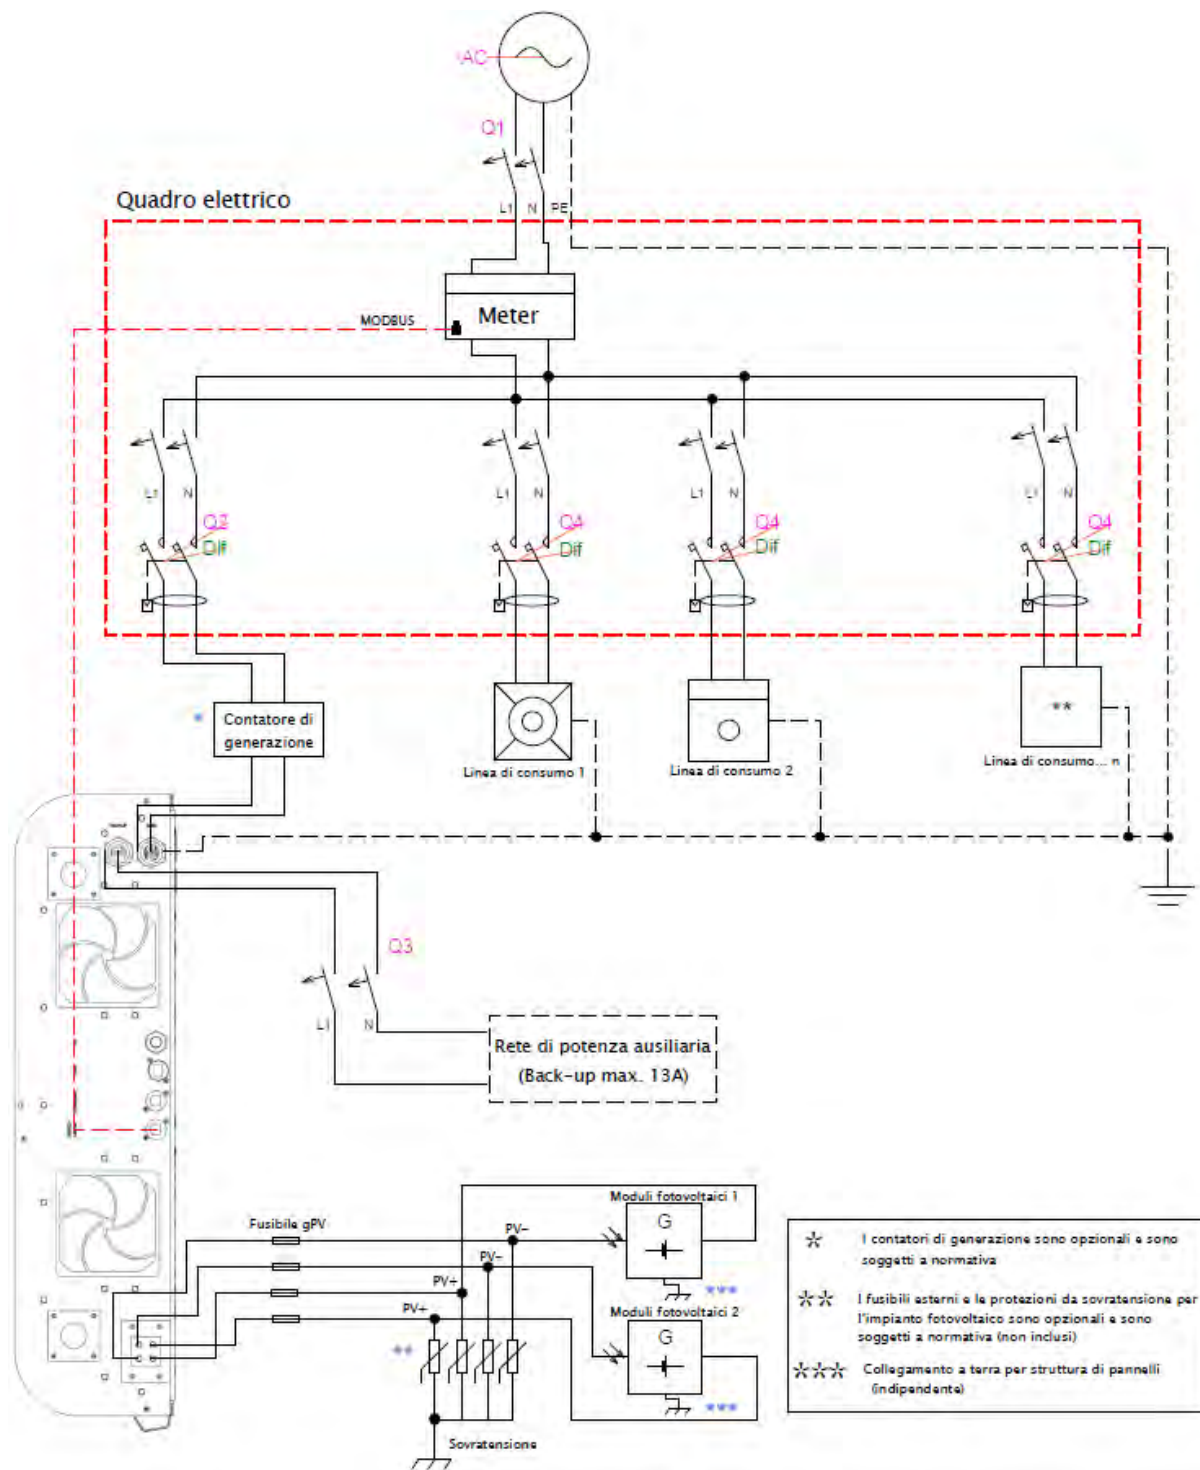 AC
Q1
Quadro elettrico
L1 N PE
MODBUS
Meter
L1 N
L1 N
L1 N
L1 N
Q2
Dif
Q4
Dif
Q4
Dif
Q4
Dif
* Contatore di
generazione
Linea di consumo 1
Linea di consumo 2
**
Linea di consumo... n
Q3
L1 N
Rete di potenza ausiliaria
(Back-up max. 13A)
Fusibile gPV
PV-
PV-
PV+
PV+
**
Sovratensione
Moduli fotovoltaici 1
G
***
Moduli fotovoltaici 2
G
***
* I contatori di generazione sono opzionali e sono
soggetti a normativa
** I fusibili esterni e le protezioni da sovratensione per
l'impianto fotovoltaico sono opzionali e sono
soggetti a normativa (non inclusi)
*** Collegamento a terra per struttura di pannelli
(indipendente)